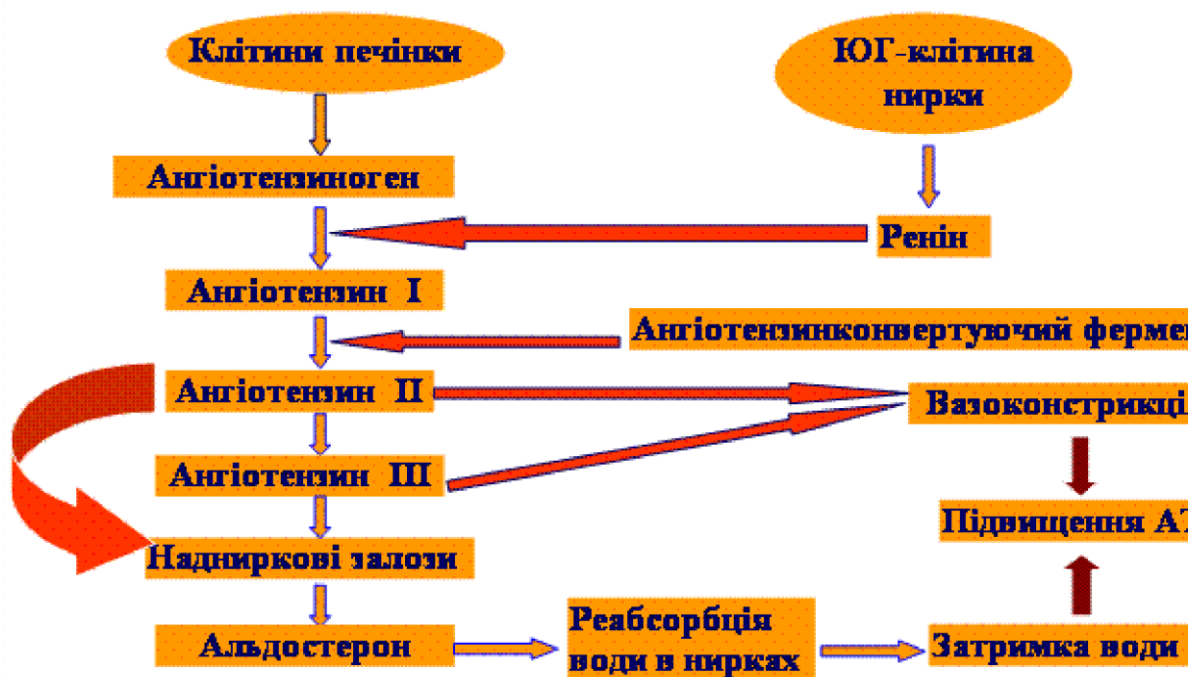 Клітини печінки
ЮГ-клітина
нирки
Ангіотензиноген
Ренін
Ангіотензин I
Ангіотензинконвертуючий фермен
Ангіотензин II
Вазоконстрикці
Ангіотензин III
Підвищення АТ
Надниркові залози
Альдостерон
Реабсорбція
води в нирках
Затримка води